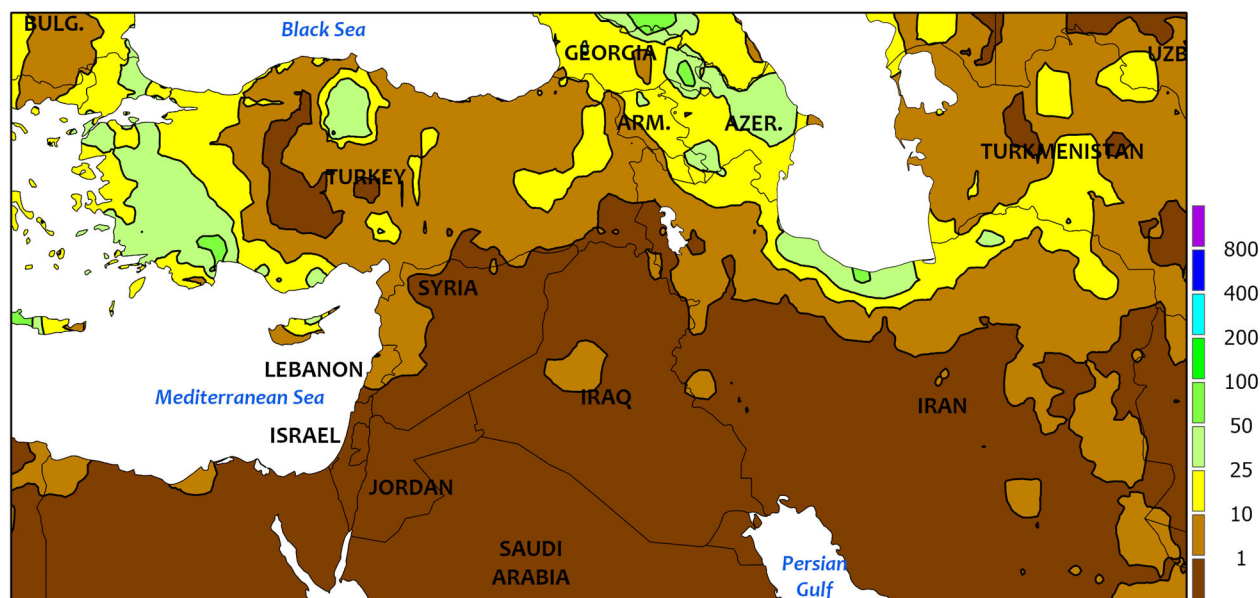 BULG.
Black Sea
GEORGIA
UZB
ARM.
AZER.
TURKMENISTAN
TURKEY
SYRIA
LEBANON
Mediterranean Sea
IRAQ
IRAN
ISRAEL
JORDAN
SAUDI
ARABIA
Persian
Gulf
800
400
200
100
50
25
10
1